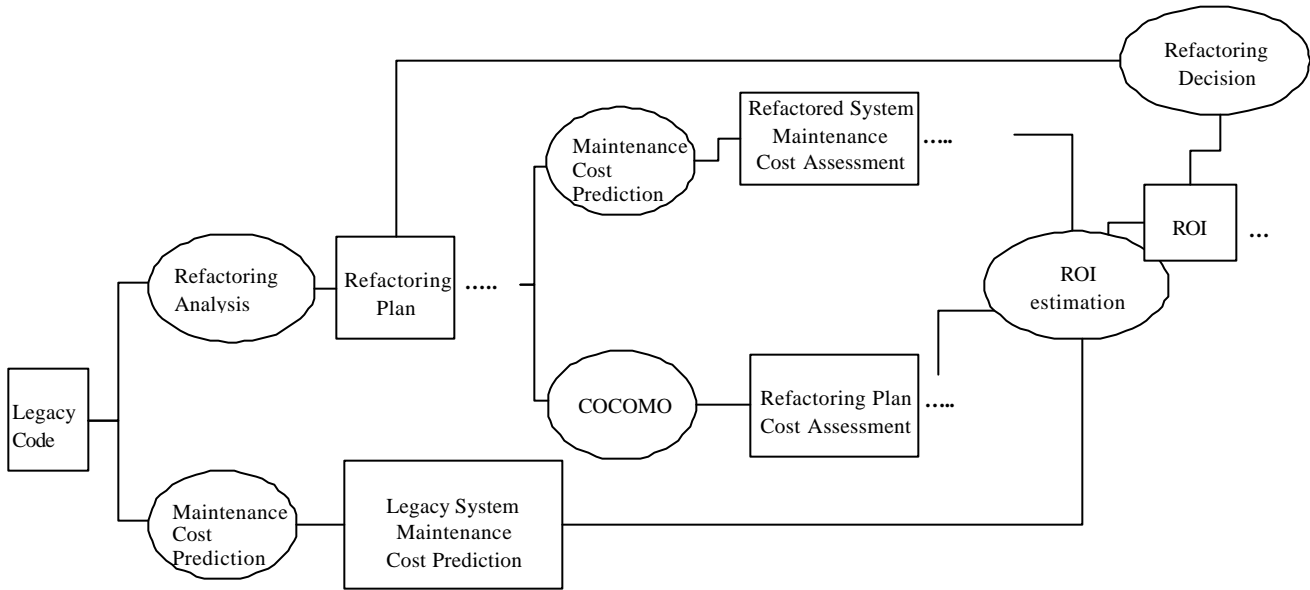 Refactoring
Decision
Refactored System
Maintenance
Cost Assessment
…..
Maintenance
Cost
Prediction
ROI
…
Refactoring
Analysis
Refactoring
Plan
…..
ROI
estimation
Legacy
Code
COCOMO
Refactoring Plan
Cost Assessment
…..
Maintenance
Cost
Prediction
Legacy System
Maintenance
Cost Prediction